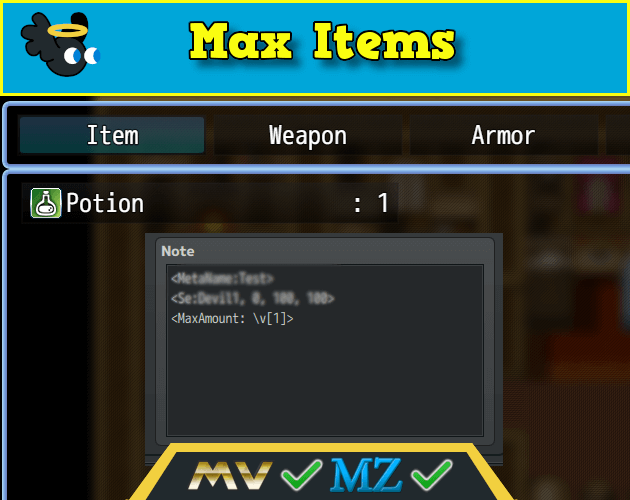 Max Items
Item Weapon Armor
Potion : 1
Note
<MetaName:Test>
<Se:Devil1, 0, 100, 100>
<MaxAmount: \v[1]>
MV MZ